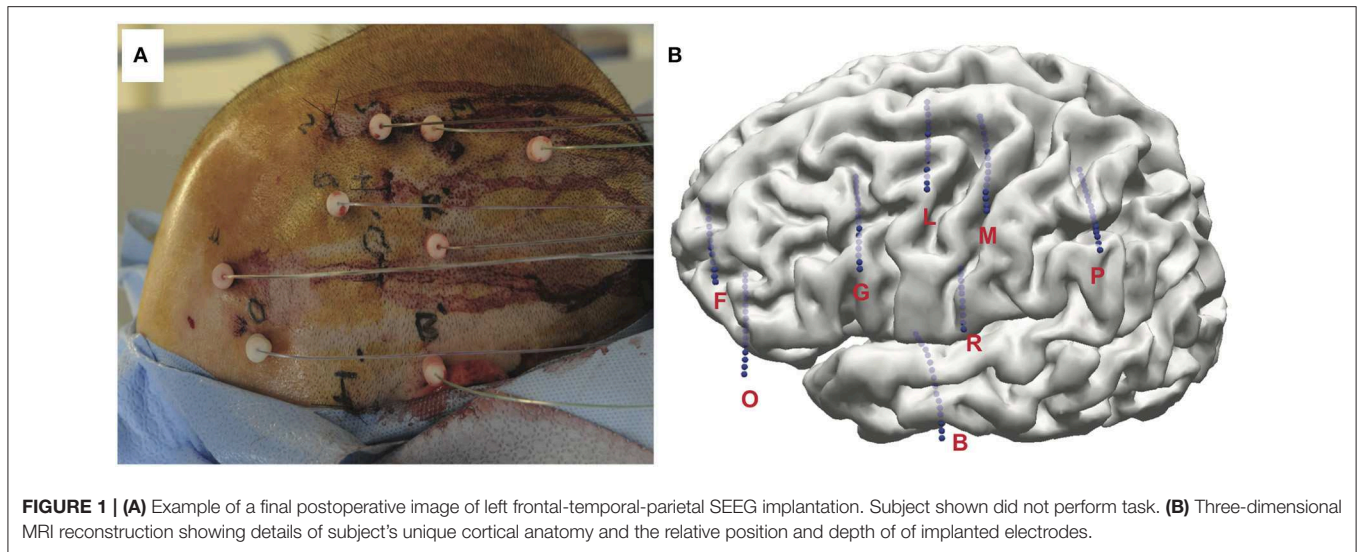 A
B
B'
L
M
F
G
P
R
O
B
FIGURE 1 | (A) Example of a final postoperative image of left frontal-temporal-parietal SEEG implantation. Subject shown did not perform task. (B) Three-dimensional
MRI reconstruction showing details of subject's unique cortical anatomy and the relative position and depth of of implanted electrodes.